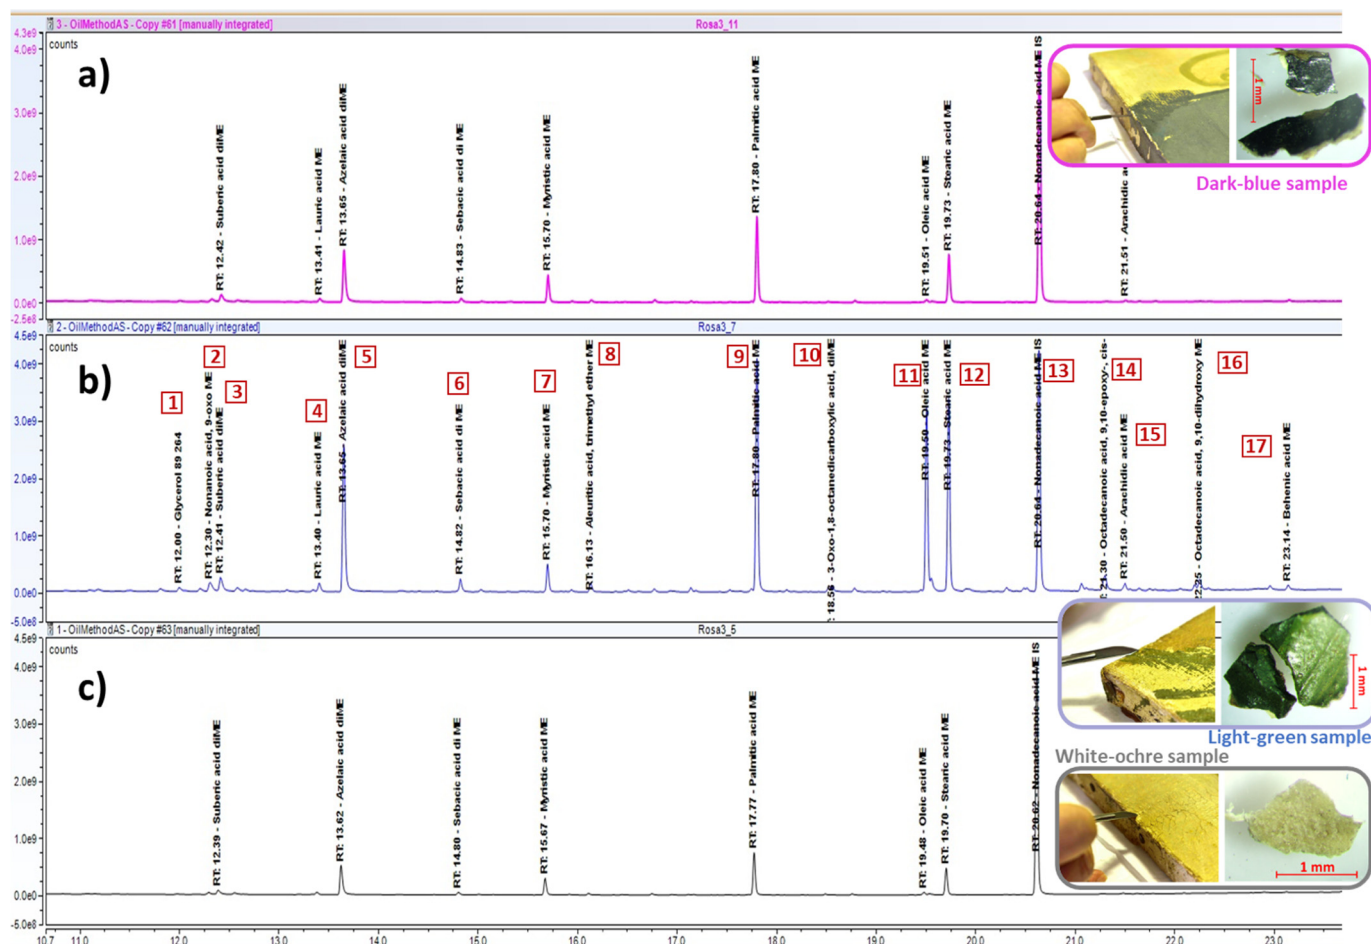 3 - OilMethodAS - Copy #61 [manually integrated]
Rosa3_11
counts
4.3e9
4.0e9
3.0e9
2.0e9
1.0e9
0.0e0
-2.5e8
a)
RT: 12.42 - Suberic acid diME
RT: 13.41 - Lauric acid ME
RT: 13.65 - Azelaic acid diME
RT: 14.83 - Sebacic acid di ME
RT: 15.70 - Myristic acid ME
RT: 17.80 - Palmitic acid ME
RT: 19.51 - Oleic acid ME
RT: 19.73 - Stearic acid ME
RT: 20.64 - Nonadecanoic acid ME IS
RT: 21.51 - Arachidic
1 mm
Dark-blue sample
2 - OilMethodAS - Copy #62 [manually integrated]
Rosa3_7
counts
4.5e9
4.0e9
3.0e9
2.0e9
1.0e9
0.0e0
-5.0e8
b)
1
2
3
4
5
6
7
8
9
10
11
12
13
14
15
16
17
RT: 12.00 - Glycerol 89 264
RT: 12.30 - Nonanoic acid, 9-oxo ME
RT: 12.41 - Suberic acid diME
RT: 13.40 - Lauric acid ME
RT: 13.65 - Azelaic acid diME
RT: 14.82 - Sebacic acid di ME
RT: 15.70 - Myristic acid ME
RT: 16.13 - Aleuritic acid, trimethyl ether ME
RT: 17.80 - Palmitic acid ME
18.56 - 3-Oxo-1,8-octanedicarboxylic acid, diME
RT: 19.50 - Oleic acid ME
RT: 19.73 - Stearic acid ME
RT: 20.64 - Nonadecanoic acid ME IS
21.30 - Octadecanoic acid, 9,10-epoxy-, cis-
RT: 21.50 - Arachidic acid ME
22.25 - Octadecanoic acid, 9,10-dihydroxy ME
RT: 23.14 - Behenic acid ME
1 mm
Light-green sample
1 - OilMethodAS - Copy #63 [manually integrated]
Rosa3_5
counts
4.5e9
4.0e9
3.0e9
2.0e9
1.0e9
0.0e0
-5.0e8
c)
RT: 12.39 - Suberic acid diME
RT: 13.62 - Azelaic acid diME
RT: 14.80 - Sebacic acid di ME
RT: 15.67 - Myristic acid ME
RT: 17.77 - Palmitic acid ME
RT: 19.48 - Oleic acid ME
RT: 19.70 - Stearic acid ME
RT: 20.62 - Nonadecanoic acid ME IS
White-ochre sample
1 mm
10.7 11.0 12.0 13.0 14.0 15.0 16.0 17.0 18.0 19.0 20.0 21.0 22.0 23.0